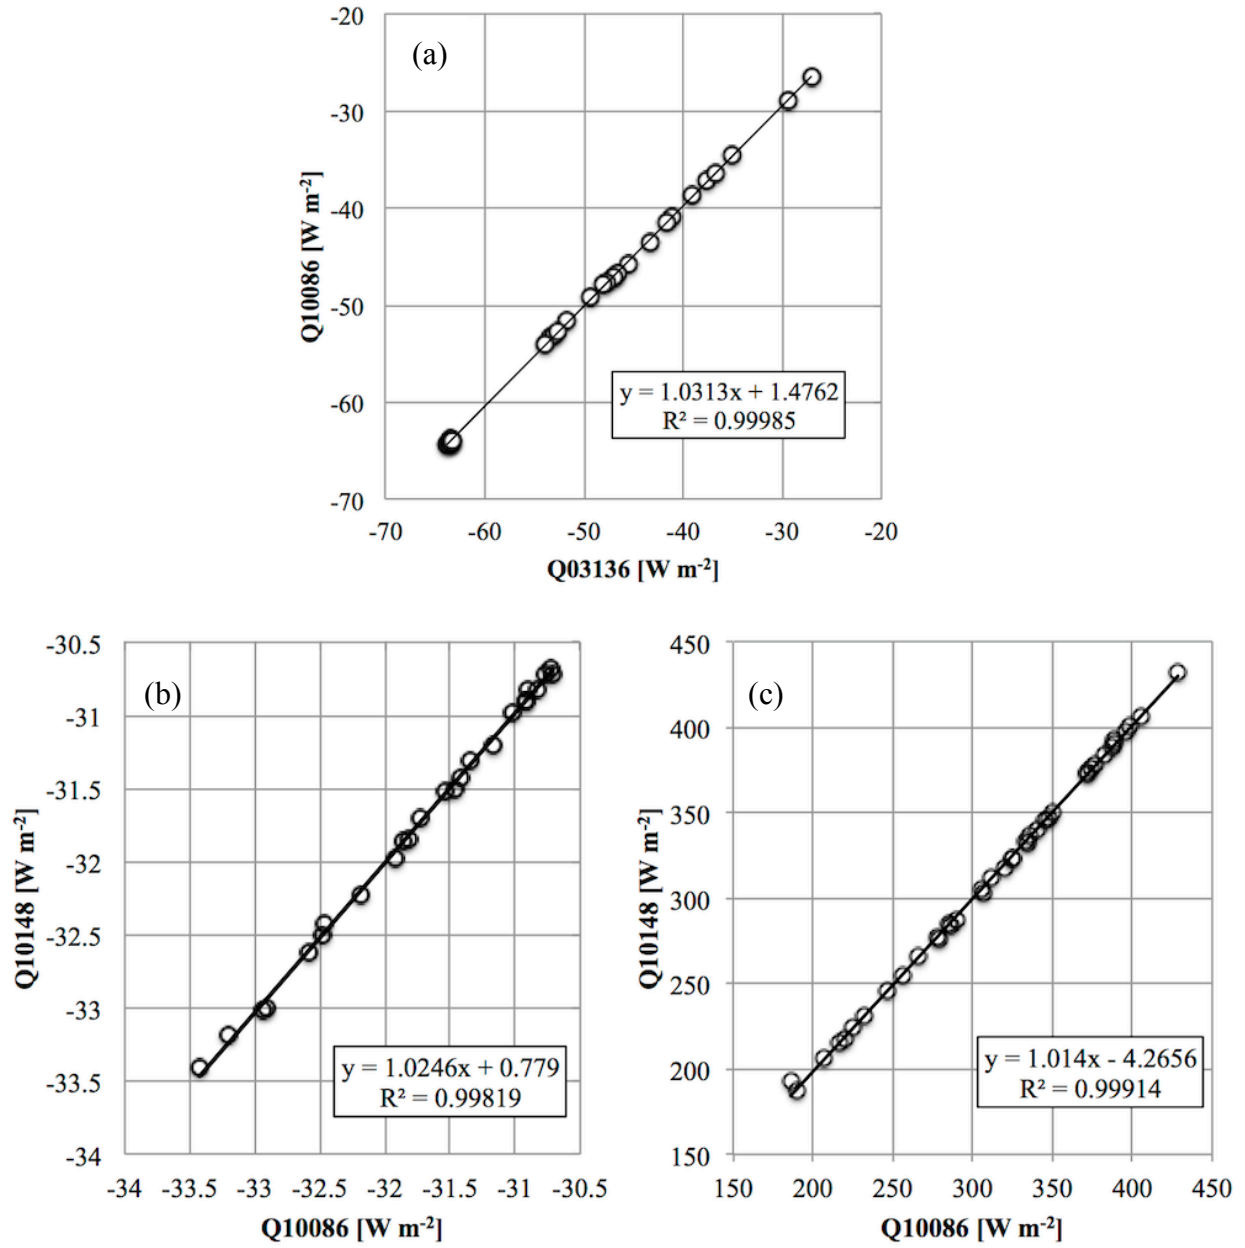 (a)
-20
-30
-40
-50
-60
-70
Q10086 [W m⁻²]
y = 1.0313x + 1.4762
R² = 0.99985
-70 -60 -50 -40 -30 -20
Q03136 [W m⁻²]
(b)
-30.5
-31
-31.5
-32
-32.5
-33
-33.5
-34
Q10148 [W m⁻²]
y = 1.0246x + 0.779
R² = 0.99819
-34 -33.5 -33 -32.5 -32 -31.5 -31 -30.5
Q10086 [W m⁻²]
(c)
450
400
350
300
250
200
150
Q10148 [W m⁻²]
y = 1.014x - 4.2656
R² = 0.99914
150 200 250 300 350 400 450
Q10086 [W m⁻²]